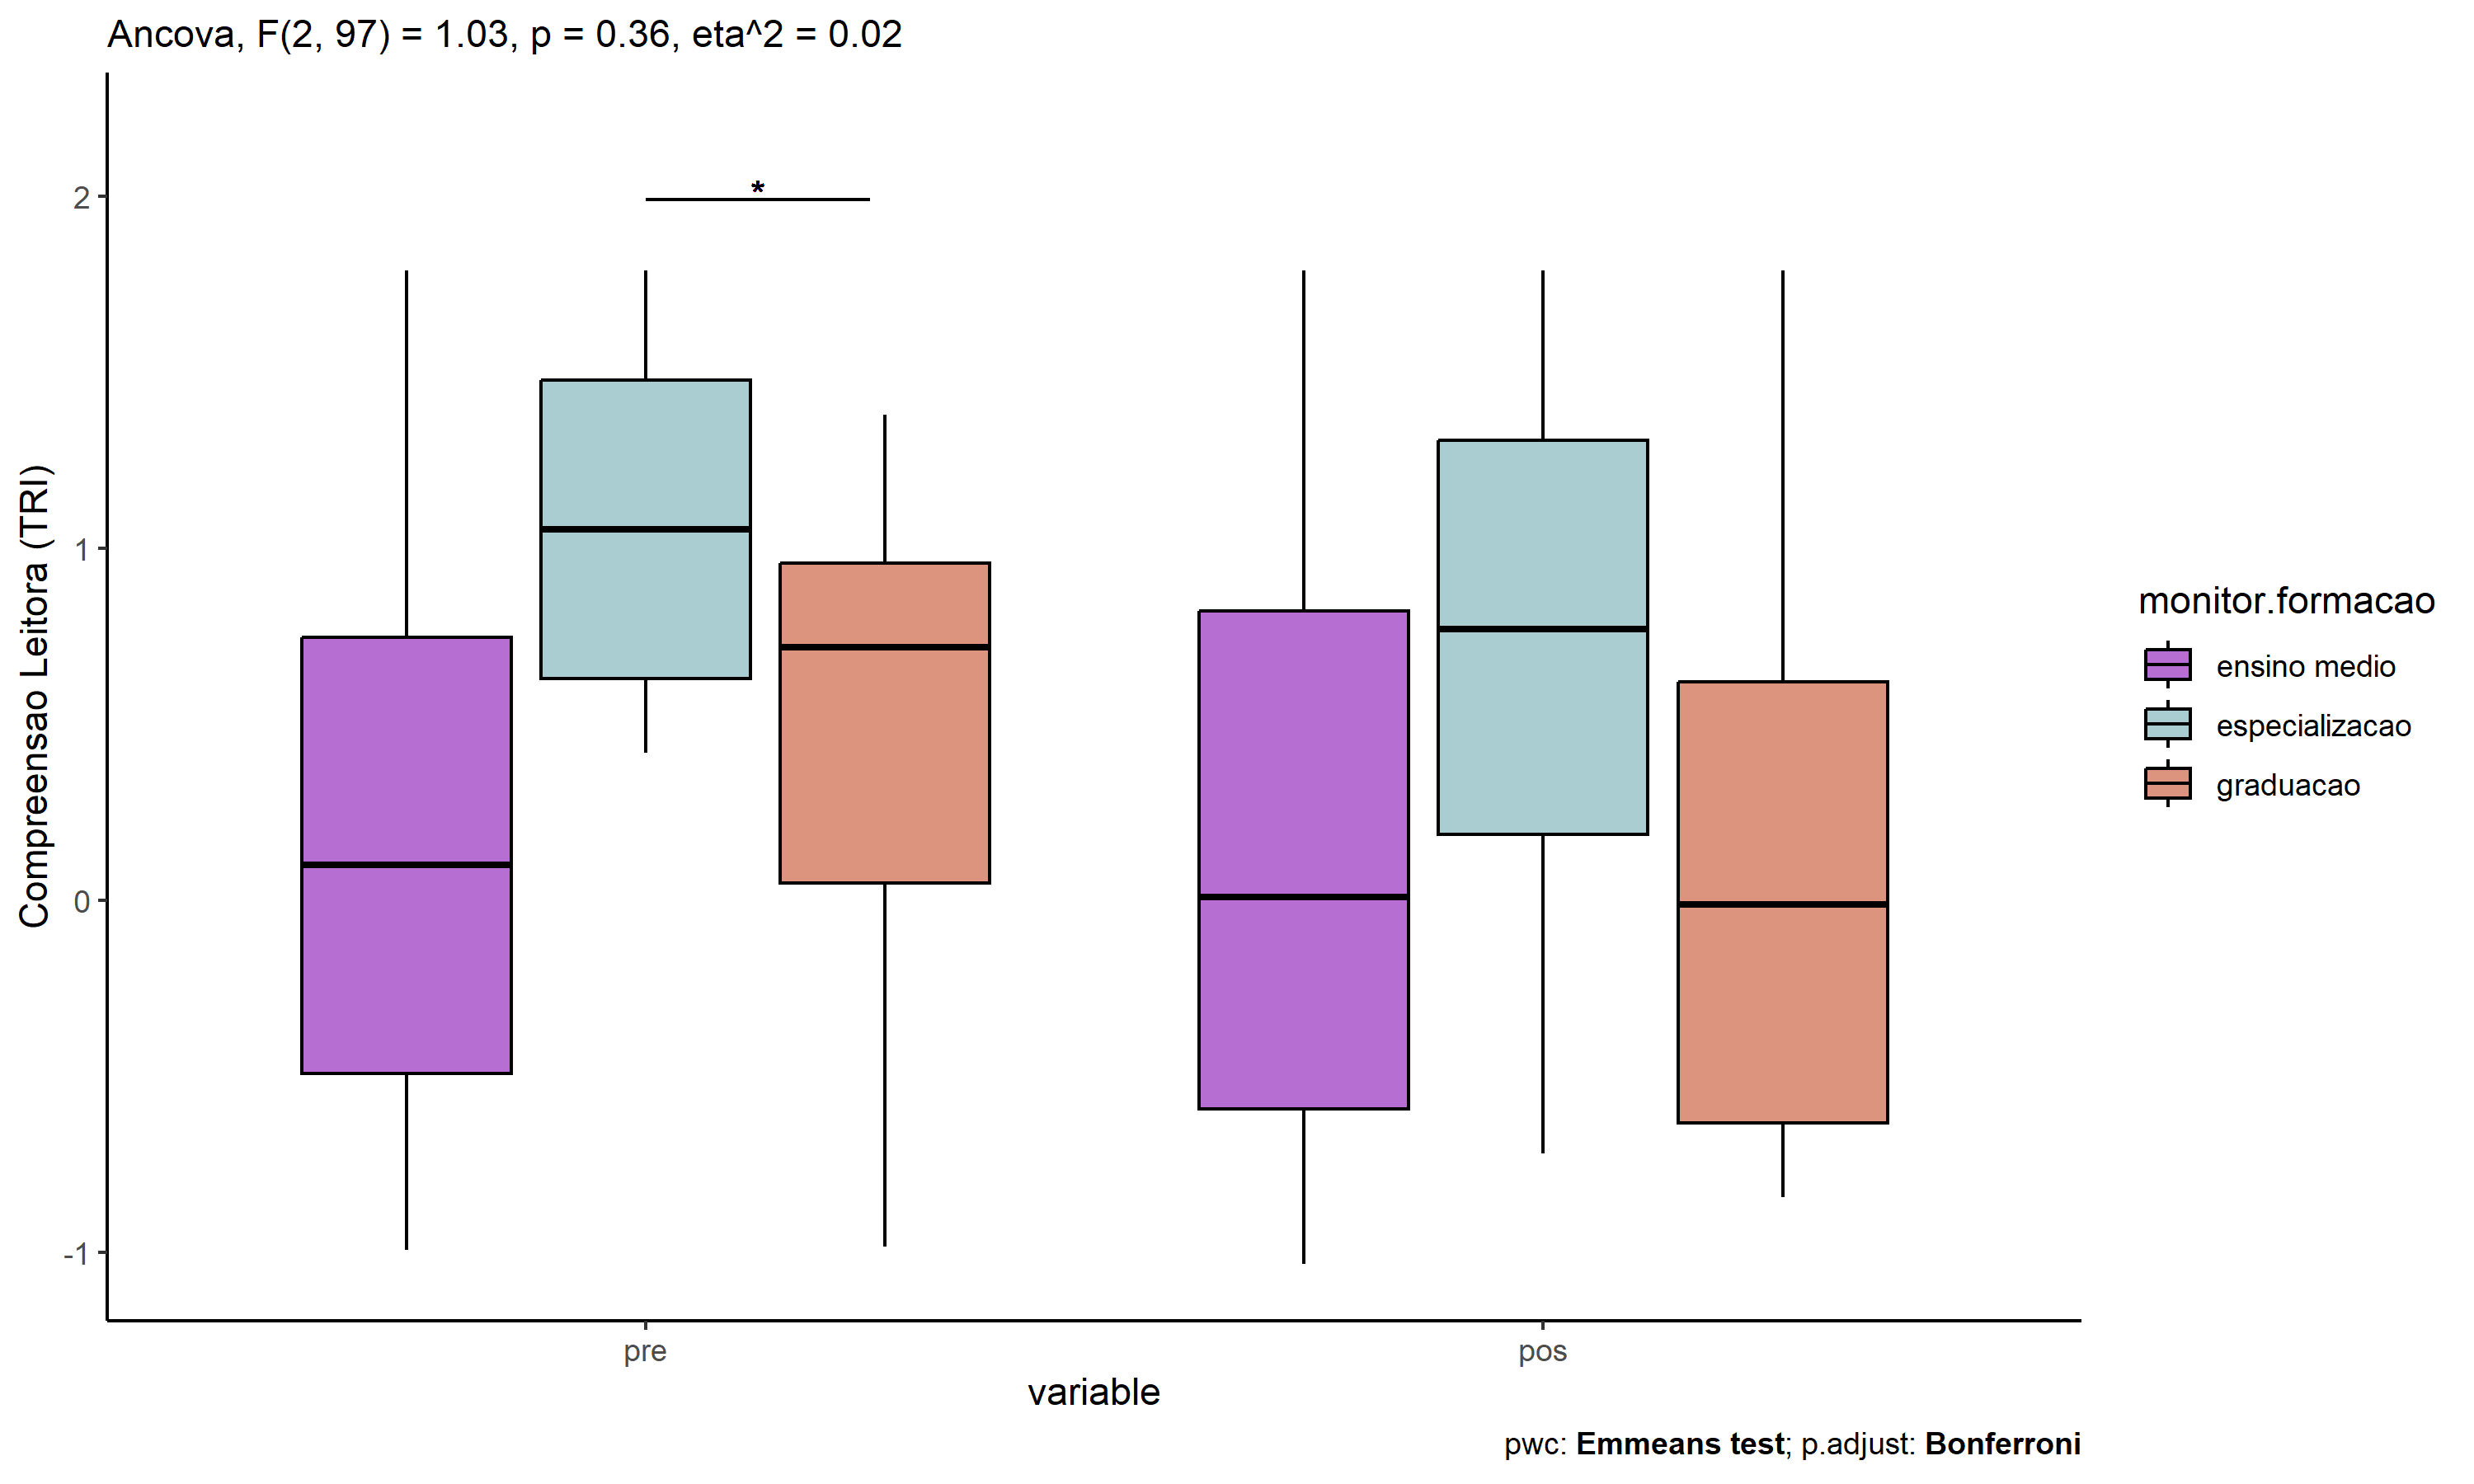 Ancova, F(2, 97) = 1.03, p = 0.36, eta^2 = 0.02
Compreensao Leitora (TRI)
2
1
0
-1
*
pre
pos
variable
monitor.formacao
ensino medio
especializacao
graduacao
pwc: Emmeans test; p.adjust: Bonferroni